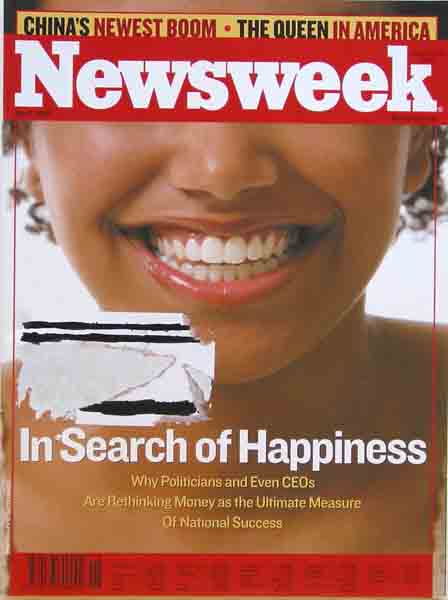 CHINA'S NEWEST BOOM • THE QUEEN IN AMERICA
Newsweek
In Search of Happiness
Why Politicians and Even CEOs
Are Rethinking Money as the Ultimate Measure
Of National Success